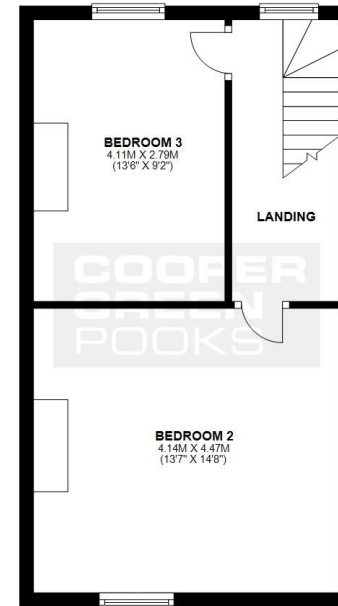 BEDROOM 3
4.11M X 2.79M
(13'6" X 9'2")
LANDING
COOPER
GREEN
POOKS
BEDROOM 2
4.14M X 4.47M
(13'7" X 14'8")